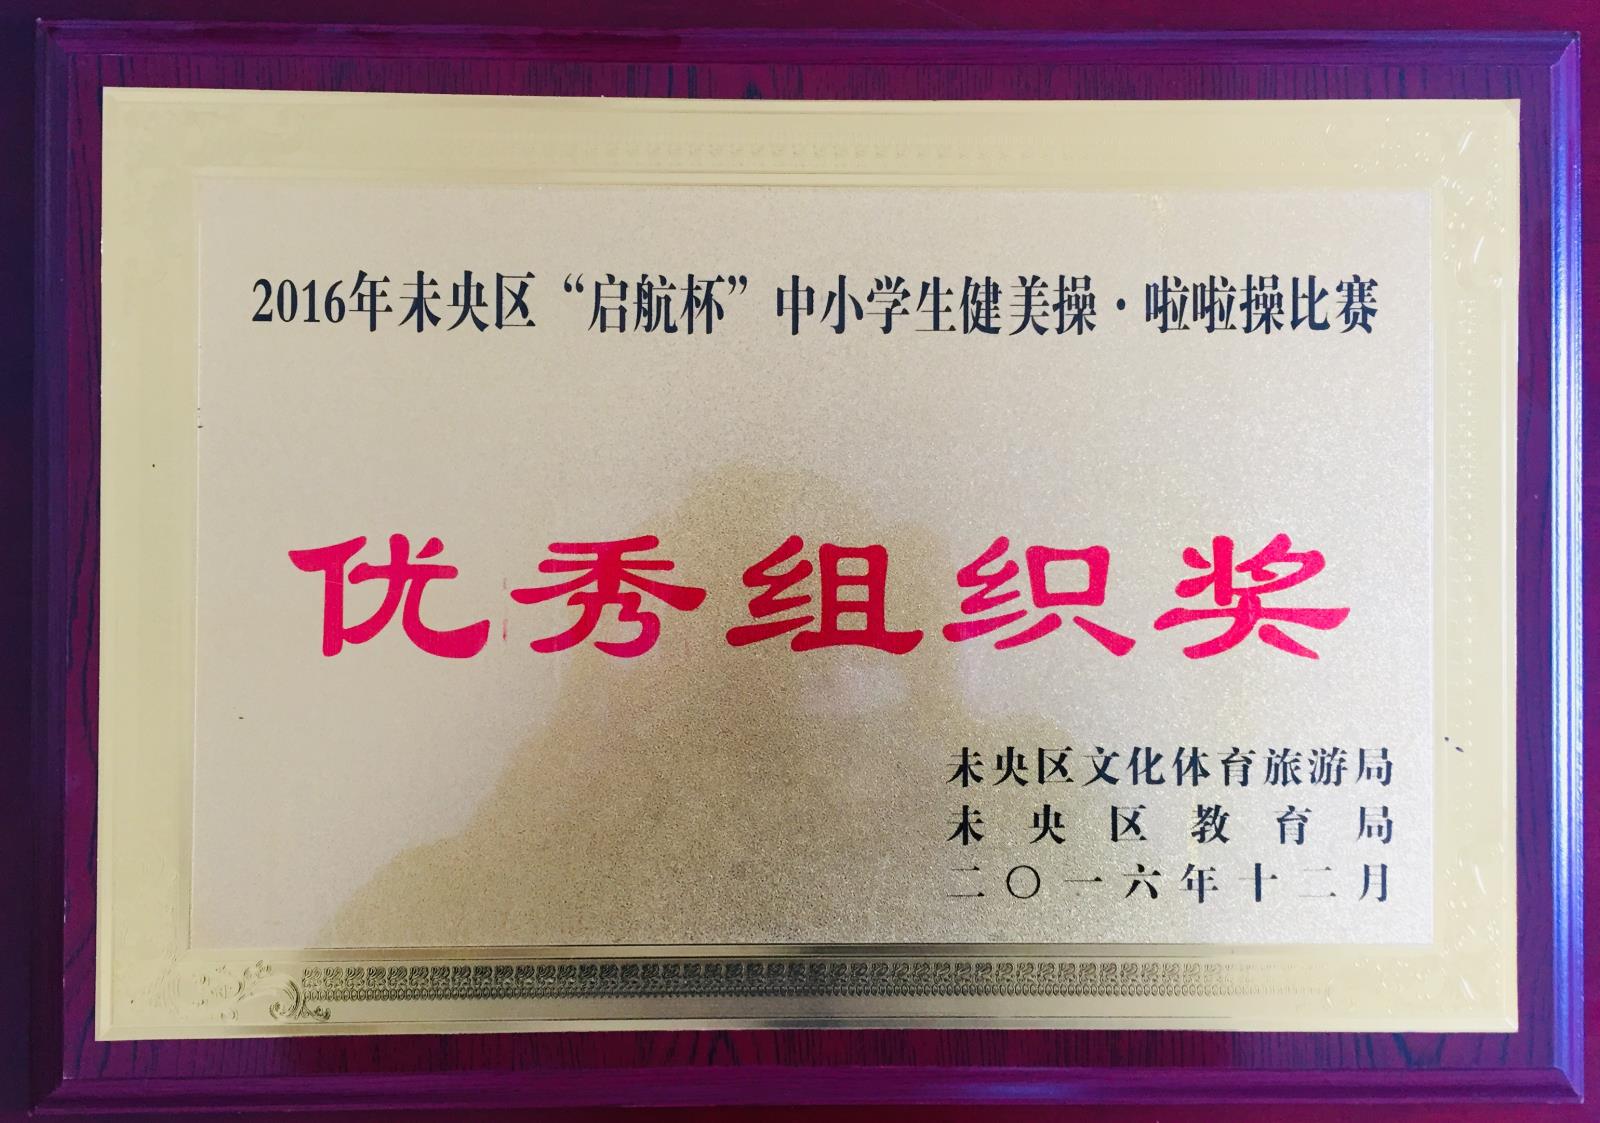 2016年未央区“启航杯”中小学生健美操·啦啦操比赛
优秀组织奖
未央区文化体育旅游局
未央区教育局
二〇一六年十二月